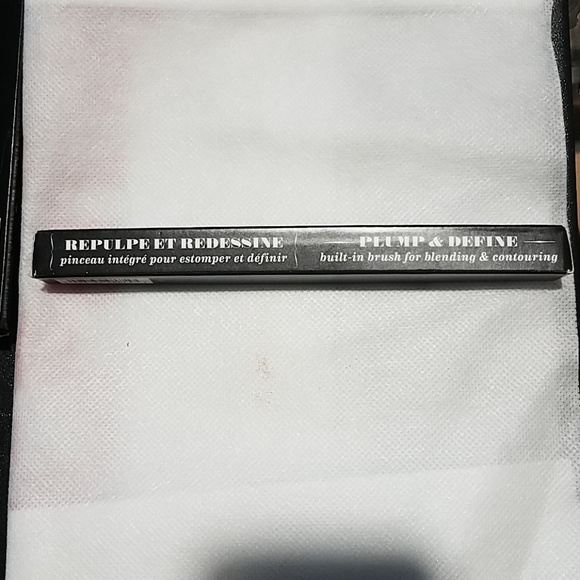 REPULPE ET REDESSINE
pinceau intégré pour estomper et définir
PLUMP & DEFINE
built-in brush for blending & contouring